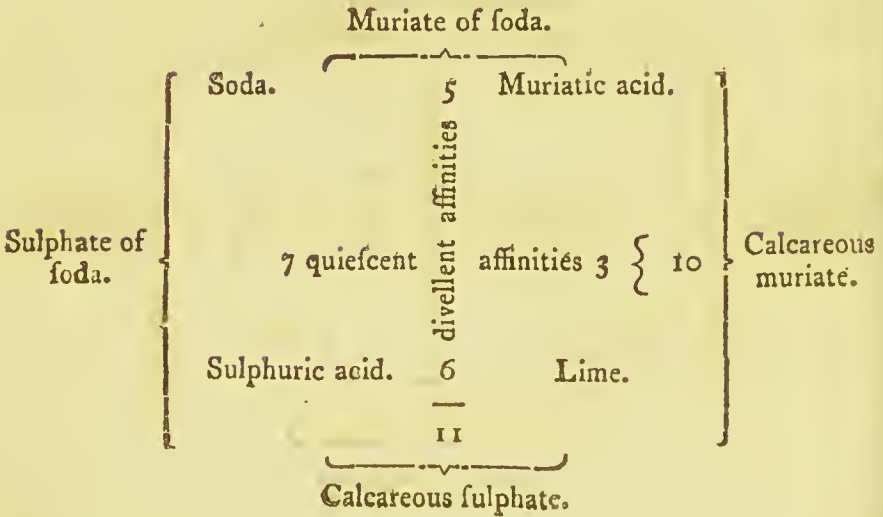 Muriate of ſoda.
Soda. 5 Muriatic acid.
divellent affinities
Sulphate of ſoda.
7 quieſcent affinities 3 { 10
Calcareous muriate.
Sulphuric acid. 6 Lime.
11
Calcareous ſulphate.